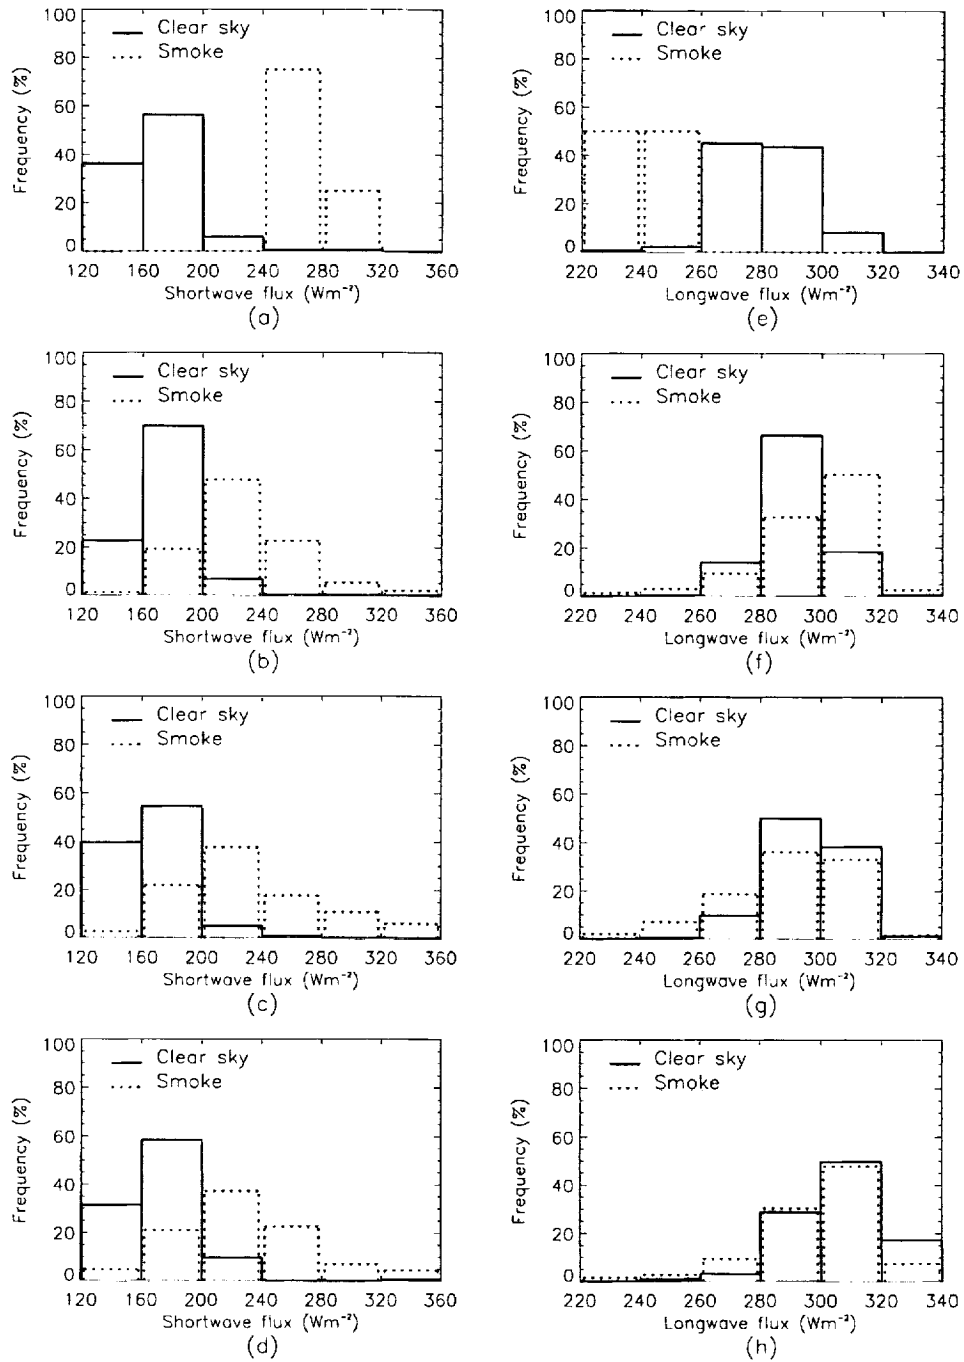 100
80
60
40
20
0
Frequency (%)
Clear sky
Smoke
120 160 200 240 280 320 360
Shortwave flux (Wm⁻²)
(a)
100
80
60
40
20
0
Frequency (%)
Clear sky
Smoke
220 240 260 280 300 320 340
Longwave flux (Wm⁻²)
(e)
100
80
60
40
20
0
Frequency (%)
Clear sky
Smoke
120 160 200 240 280 320 360
Shortwave flux (Wm⁻²)
(b)
100
80
60
40
20
0
Frequency (%)
Clear sky
Smoke
220 240 260 280 300 320 340
Longwave flux (Wm⁻²)
(f)
100
80
60
40
20
0
Frequency (%)
Clear sky
Smoke
120 160 200 240 280 320 360
Shortwave flux (Wm⁻²)
(c)
100
80
60
40
20
0
Frequency (%)
Clear sky
Smoke
220 240 260 280 300 320 340
Longwave flux (Wm⁻²)
(g)
100
80
60
40
20
0
Frequency (%)
Clear sky
Smoke
120 160 200 240 280 320 360
Shortwave flux (Wm⁻²)
(d)
100
80
60
40
20
0
Frequency (%)
Clear sky
Smoke
220 240 260 280 300 320 340
Longwave flux (Wm⁻²)
(h)